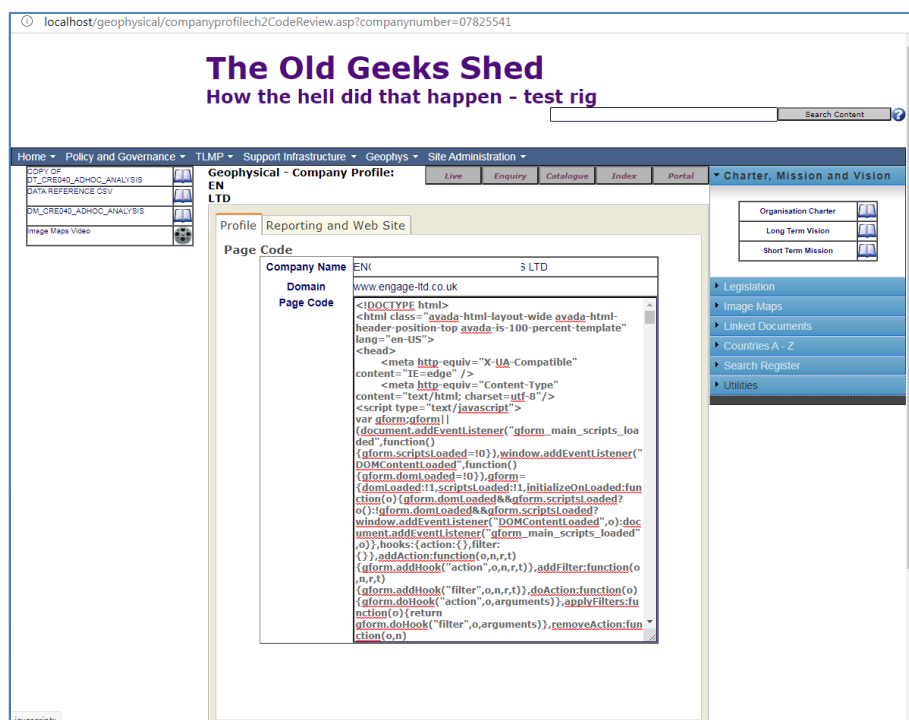 localhost/geophysical/companyprofilech2CodeReview.asp?companynumber=07825541
The Old Geeks Shed
How the hell did that happen - test rig
Search Content
Home Policy and Governance TLMP Support Infrastructure Geophys Site Administration
COPY OF
DT_CRE040_ADHOC_ANALYSIS
DATA REFERENCE CSV
DM_CRE040_ADHOC_ANALYSIS
Image Maps Video
Geophysical - Company Profile:
EN
LTD
Live Enquiry Catalogue Index Portal
Profile Reporting and Web Site
Page Code
Company Name EN( S LTD
Domain www.engage-ltd.co.uk
Page Code
<!DOCTYPE html>
<html class="avada-html-layout-wide avada-html-
header-position-top avada-is-100-percent-template"
lang="en-US">
<head>
<meta http-equiv="X-UA-Compatible"
content="IE=edge" />
<meta http-equiv="Content-Type"
content="text/html; charset=utf-8"/>
<script type="text/javascript">
var gform;gform||
(document.addEventListener("gform_main_scripts_loa
ded",function()
{gform.scriptsLoaded=!0}),window.addEventListener("
DOMContentLoaded",function()
{gform.domLoaded=!0}),gform=
{domLoaded:!1,scriptsLoaded:!1,initializeOnLoaded:fun
ction(o){gform.domLoaded&&gform.scriptsLoaded?
o():!gform.domLoaded&&gform.scriptsLoaded?
window.addEventListener("DOMContentLoaded",o):doc
ument.addEventListener("gform_main_scripts_loaded"
,o)},hooks:{action:{},filter:
{}},addAction:function(o,n,r,t)
{gform.addHook("action",o,n,r,t)},addFilter:function(o
,n,r,t)
{gform.addHook("filter",o,n,r,t)},doAction:function(o)
{gform.doHook("action",o,arguments)},applyFilters:fu
nction(o){return
gform.doHook("filter",o,arguments)},removeAction:fun
ction(o,n)
Charter, Mission and Vision
Organisation Charter
Long Term Vision
Short Term Mission
Legislation
Image Maps
Linked Documents
Countries A - Z
Search Register
Utilities